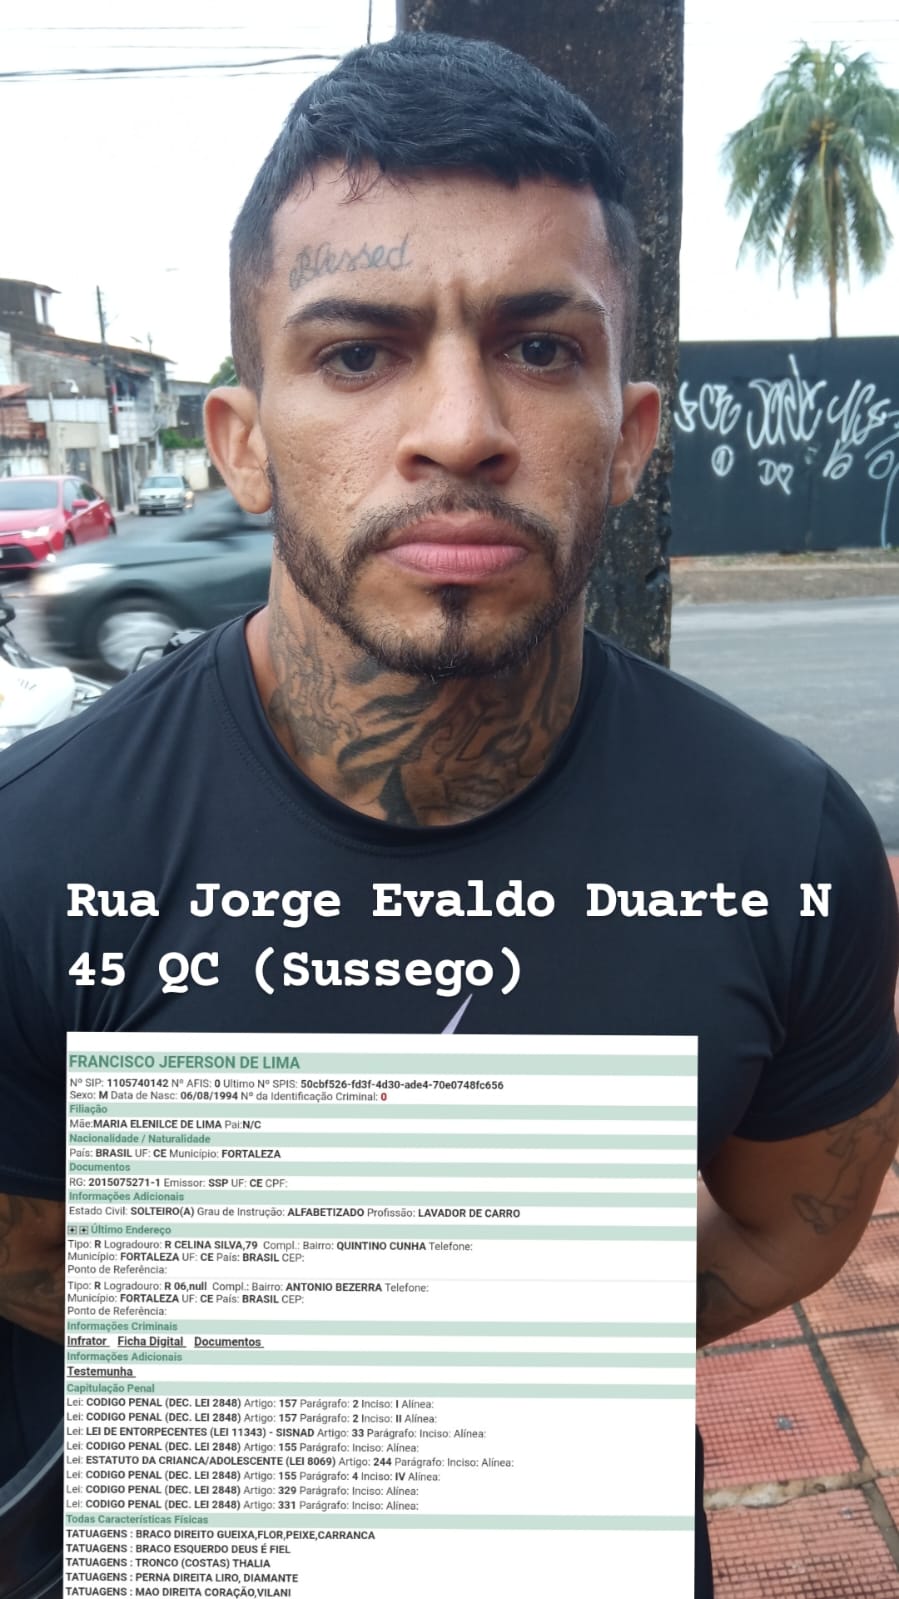 Blessed
Rua Jorge Evaldo Duarte N
45 QC (Sussego)
FRANCISCO JEFERSON DE LIMA
Nº SIP: 1105740142 Nº AFIS: 0 Ultimo Nº SPIS: 50cbf526-fd3f-4d30-ade4-70e0748fc656
Sexo: M Data de Nasc: 06/08/1994 Nº da Identificação Criminal: 0
Filiação
Mãe:MARIA ELENILCE DE LIMA Pai:N/C
Nacionalidade / Naturalidade
País: BRASIL UF: CE Município: FORTALEZA
Documentos
RG: 2015075271-1 Emissor: SSP UF: CE CPF:
Informações Adicionais
Estado Civil: SOLTEIRO(A) Grau de Instrução: ALFABETIZADO Profissão: LAVADOR DE CARRO
Último Endereço
Tipo: R Logradouro: R CELINA SILVA,79 Compl.: Bairro: QUINTINO CUNHA Telefone:
Município: FORTALEZA UF: CE País: BRASIL CEP:
Ponto de Referência:
Tipo: R Logradouro: R 06,null Compl.: Bairro: ANTONIO BEZERRA Telefone:
Município: FORTALEZA UF: CE País: BRASIL CEP:
Ponto de Referência:
Informações Criminais
Infrator Ficha Digital Documentos
Informações Adicionais
Testemunha
Capitulação Penal
Lei: CODIGO PENAL (DEC. LEI 2848) Artigo: 157 Parágrafo: 2 Inciso: I Alínea:
Lei: CODIGO PENAL (DEC. LEI 2848) Artigo: 157 Parágrafo: 2 Inciso: II Alínea:
Lei: LEI DE ENTORPECENTES (LEI 11343) - SISNAD Artigo: 33 Parágrafo: Inciso: Alínea:
Lei: CODIGO PENAL (DEC. LEI 2848) Artigo: 155 Parágrafo: Inciso: Alínea:
Lei: ESTATUTO DA CRIANCA/ADOLESCENTE (LEI 8069) Artigo: 244 Parágrafo: Inciso: Alínea:
Lei: CODIGO PENAL (DEC. LEI 2848) Artigo: 155 Parágrafo: 4 Inciso: IV Alínea:
Lei: CODIGO PENAL (DEC. LEI 2848) Artigo: 329 Parágrafo: Inciso: Alínea:
Lei: CODIGO PENAL (DEC. LEI 2848) Artigo: 331 Parágrafo: Inciso: Alínea:
Todas Características Físicas
TATUAGENS : BRACO DIREITO GUEIXA,FLOR,PEIXE,CARRANCA
TATUAGENS : BRACO ESQUERDO DEUS É FIEL
TATUAGENS : TRONCO (COSTAS) THALIA
TATUAGENS : PERNA DIREITA LIRO, DIAMANTE
TATUAGENS : MAO DIREITA CORAÇÃO,VILANI